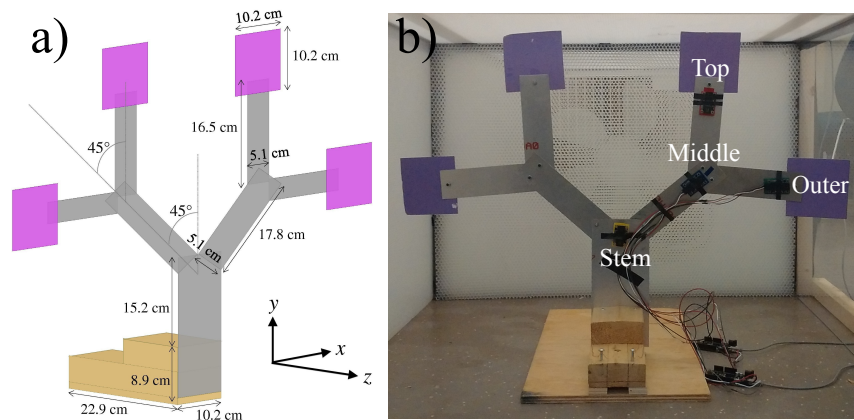 a)
10.2 cm
10.2 cm
16.5 cm
45°
5.1 cm
45°
5.1 cm
17.8 cm
15.2 cm
8.9 cm
22.9 cm
10.2 cm
y
x
z
b)
Top
Middle
Outer
Stem
A0